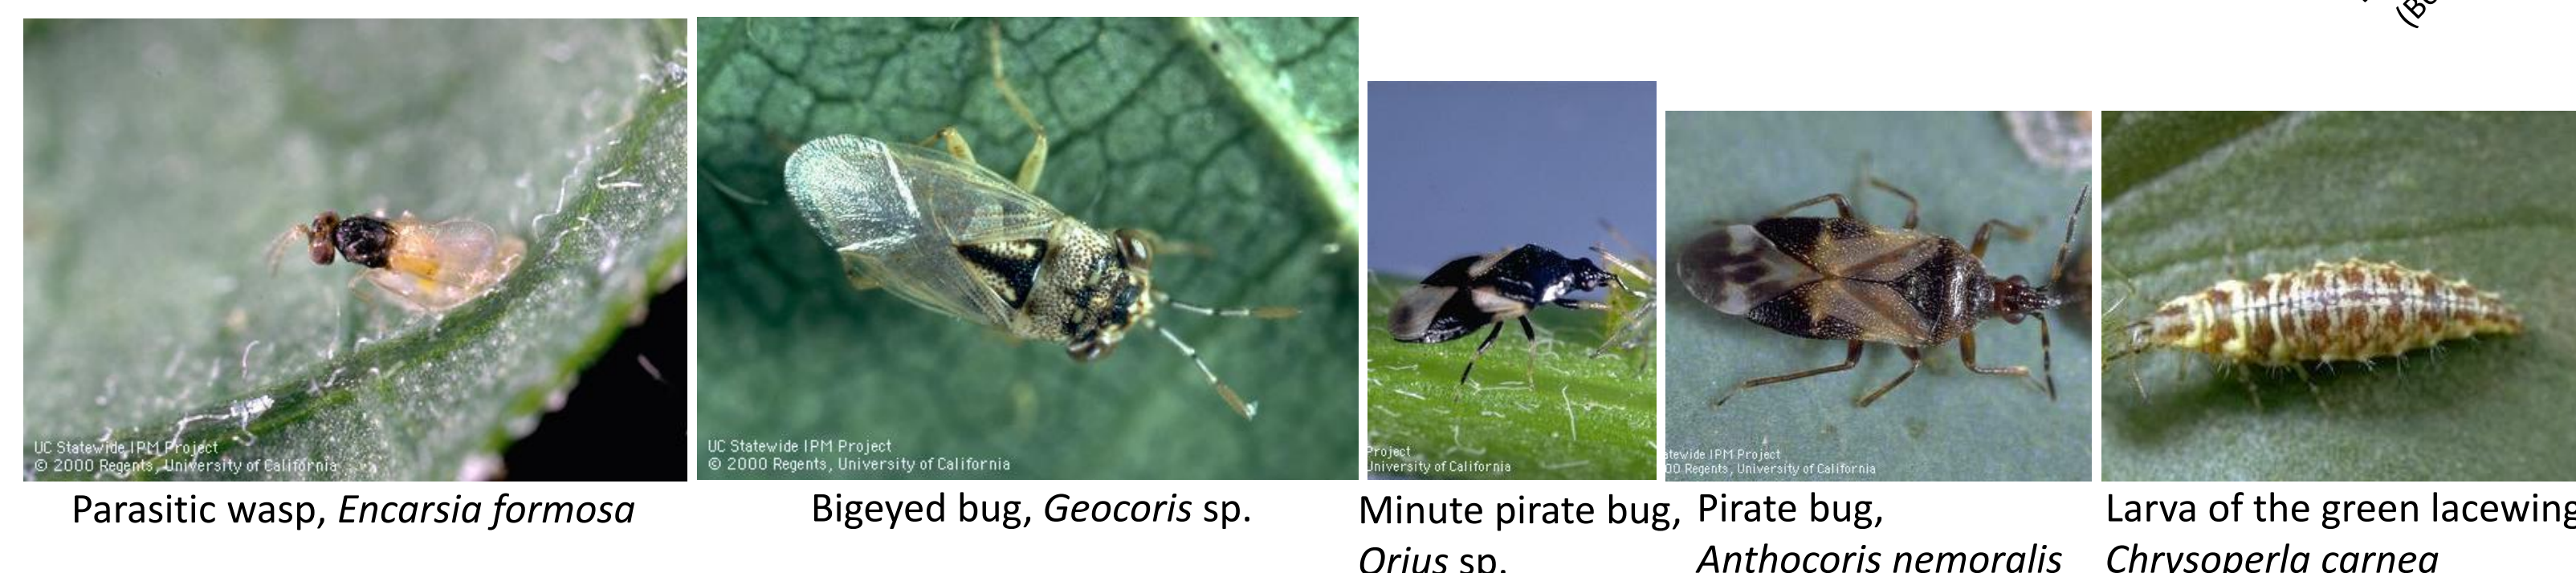 (Bo
UC Statewide IPM Project
© 2000 Regents, University of California
UC Statewide IPM Project
© 2000 Regents, University of California
Project
University of California
atewide IPM Project
00 Regents, University of California
Parasitic wasp, Encarsia formosa
Bigeyed bug, Geocoris sp.
Minute pirate bug,
Orius sp.
Pirate bug,
Anthocoris nemoralis
Larva of the green lacewing
Chrysoperla carnea